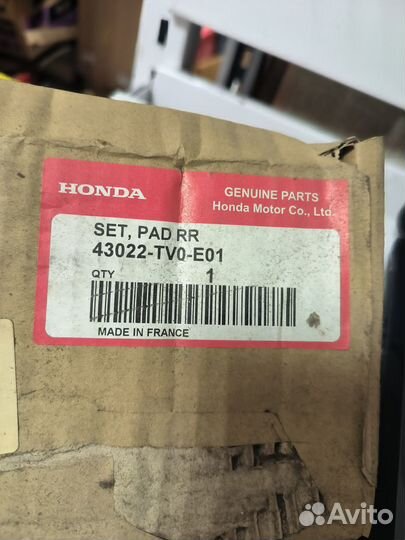 HONDA
GENUINE PARTS
Honda Motor Co., Ltd.
SET, PAD RR
43022-TV0-E01
QTY 1
MADE IN FRANCE
Avito